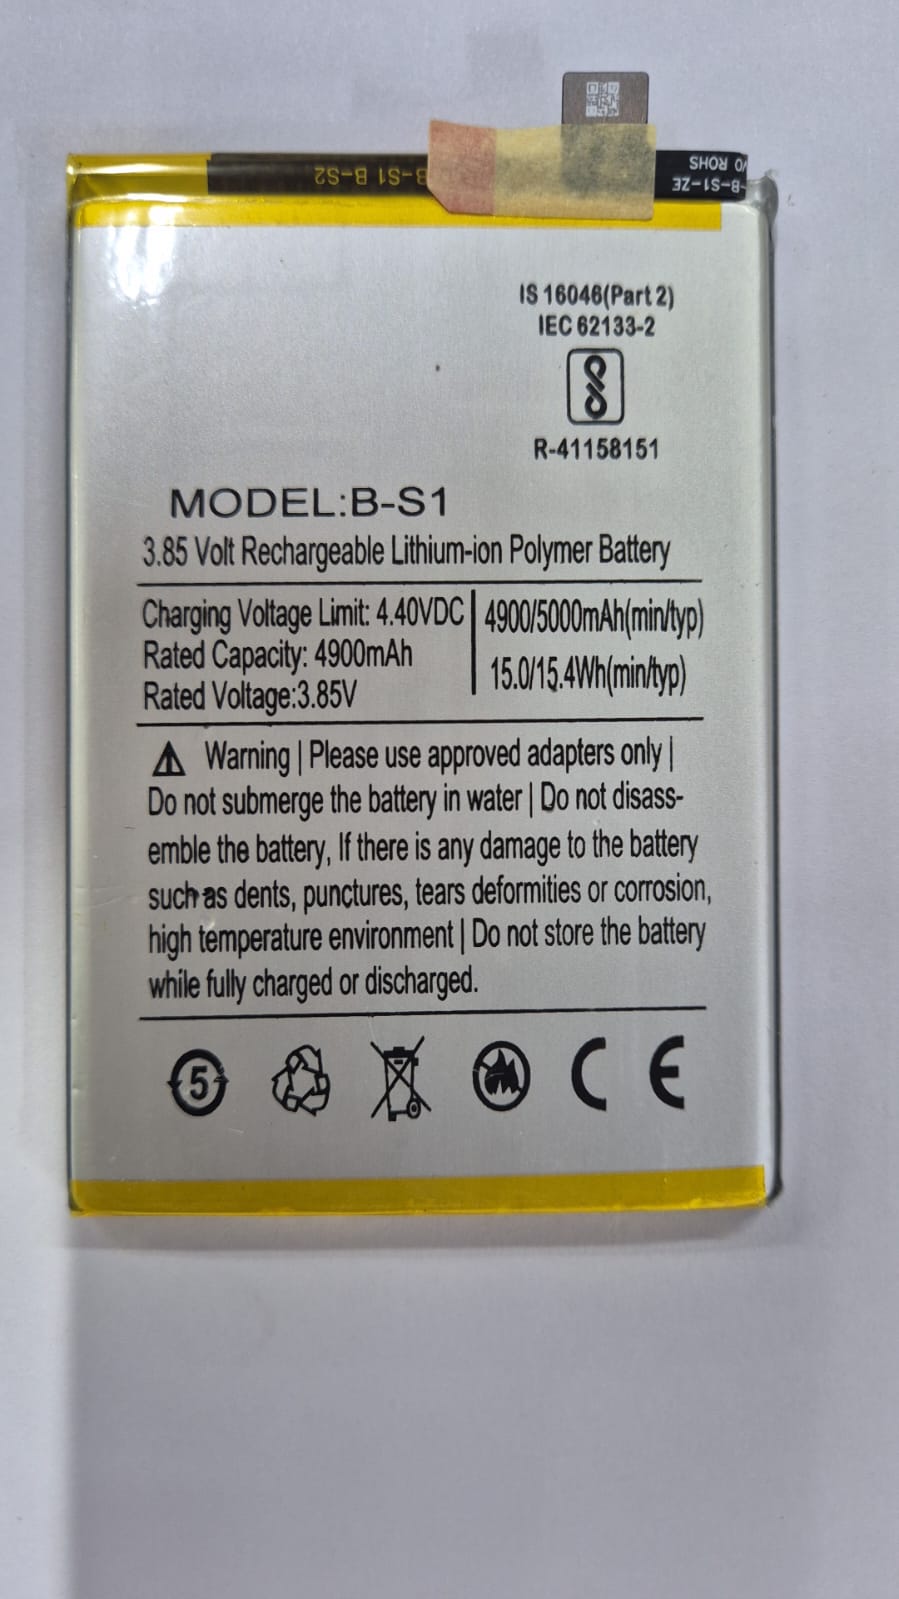 B-S1 B-S2
V0 ROHS
B-S1-ZE
IS 16046(Part 2)
IEC 62133-2
R-41158151
MODEL:B-S1
3.85 Volt Rechargeable Lithium-ion Polymer Battery
Charging Voltage Limit: 4.40VDC
Rated Capacity: 4900mAh
Rated Voltage:3.85V
4900/5000mAh(min/typ)
15.0/15.4Wh(min/typ)
Warning | Please use approved adapters only |
Do not submerge the battery in water | Do not disass-
emble the battery, If there is any damage to the battery
such as dents, punctures, tears deformities or corrosion,
high temperature environment | Do not store the battery
while fully charged or discharged.
5
CE